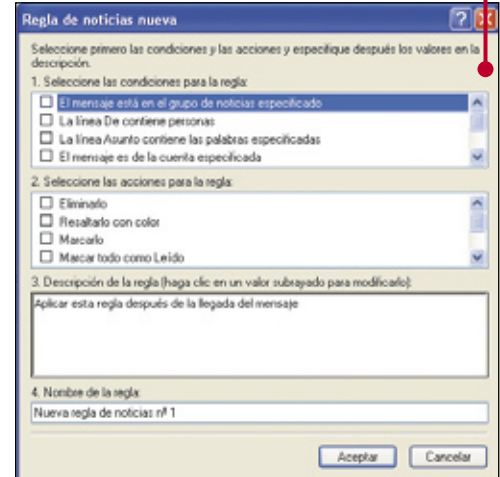 Regla de noticias nueva
Seleccione primero las condiciones y las acciones y especifique después los valores en la
descripción.
1. Seleccione las condiciones para la regla:
El mensaje está en el grupo de noticias especificado
La línea De contiene personas
La línea Asunto contiene las palabras especificadas
El mensaje es de la cuenta especificada
2. Seleccione las acciones para la regla:
Eliminarlo
Resaltarlo con color
Marcarlo
Marcar todo como Leído
3. Descripción de la regla (haga clic en un valor subrayado para modificarlo):
Aplicar esta regla después de la llegada del mensaje
4. Nombre de la regla:
Nueva regla de noticias nº 1
Aceptar Cancelar